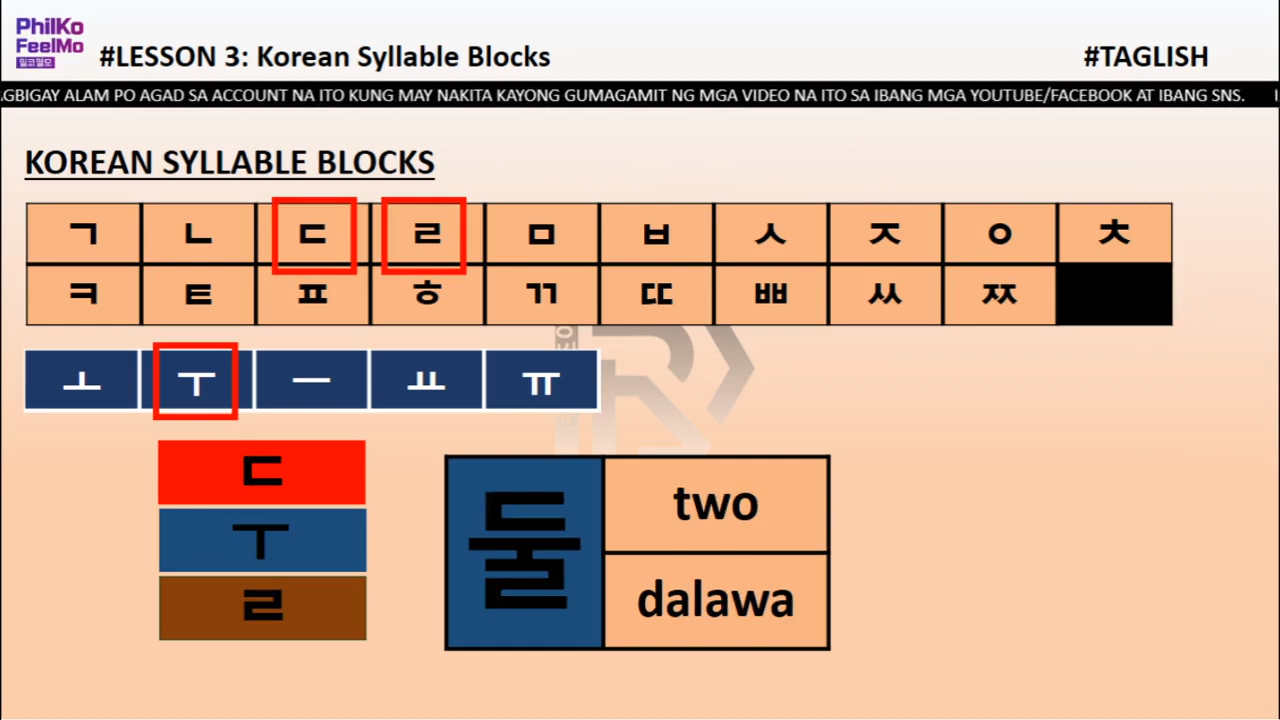 PhilKo
FeelMo
필코필모
#LESSON 3: Korean Syllable Blocks
#TAGLISH
GBIGAY ALAM PO AGAD SA ACCOUNT NA ITO KUNG MAY NAKITA KAYONG GUMAGAMIT NG MGA VIDEO NA ITO SA IBANG MGA YOUTUBE/FACEBOOK AT IBANG SNS.
KOREAN SYLLABLE BLOCKS
ㄱ ㄴ ㄷ ㄹ ㅁ ㅂ ㅅ ㅈ ㅇ ㅊ
ㅋ ㅌ ㅍ ㅎ ㄲ ㄸ ㅃ ㅆ ㅉ
ㅗ ㅜ ㅡ ㅛ ㅠ
ㄷ
ㅜ
ㄹ
둘
two
dalawa